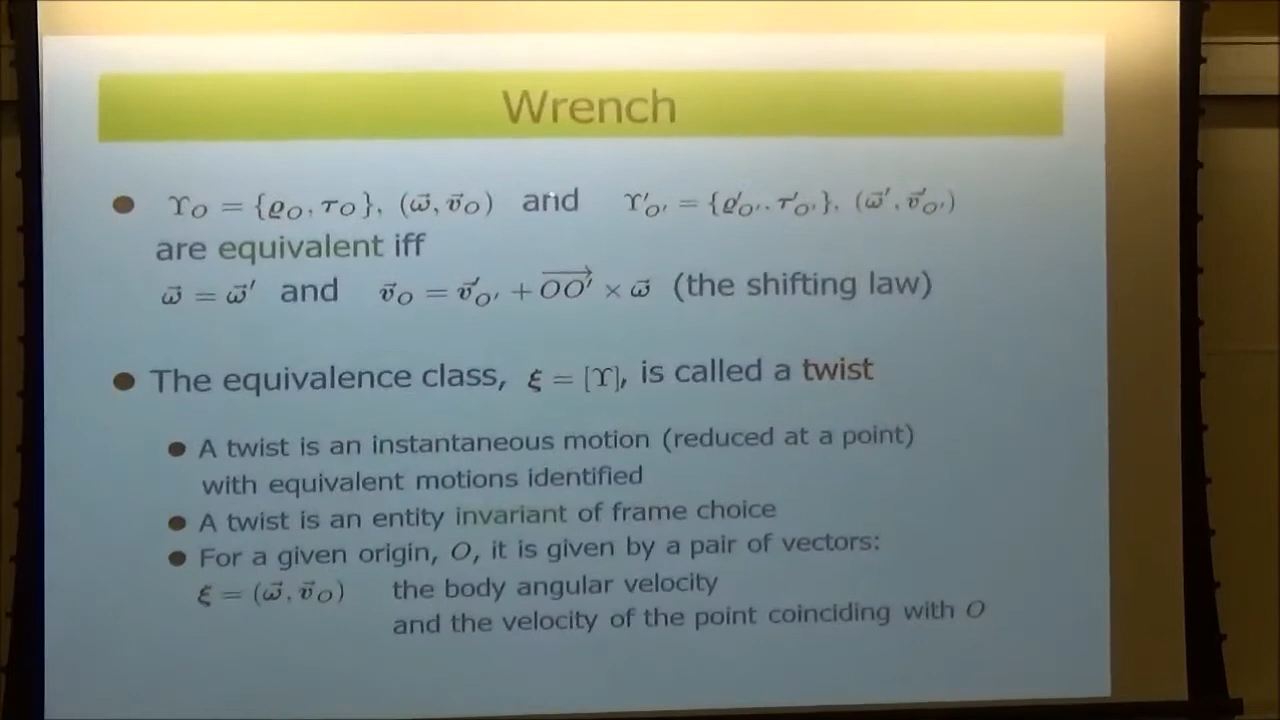 Wrench
ϒ_O = {ϱ_O, τ_O}, (ω⃗, v⃗_O) and ϒ′_O′ = {ϱ′_O′, τ′_O′}, (ω⃗′, v⃗′_O′)
are equivalent iff
ω⃗ = ω⃗′ and v⃗_O = v⃗′_O′ + OO′⃗ × ω⃗ (the shifting law)
The equivalence class, ξ = [ϒ], is called a twist
A twist is an instantaneous motion (reduced at a point)
with equivalent motions identified
A twist is an entity invariant of frame choice
For a given origin, O, it is given by a pair of vectors:
ξ = (ω⃗, v⃗_O) the body angular velocity
and the velocity of the point coinciding with O